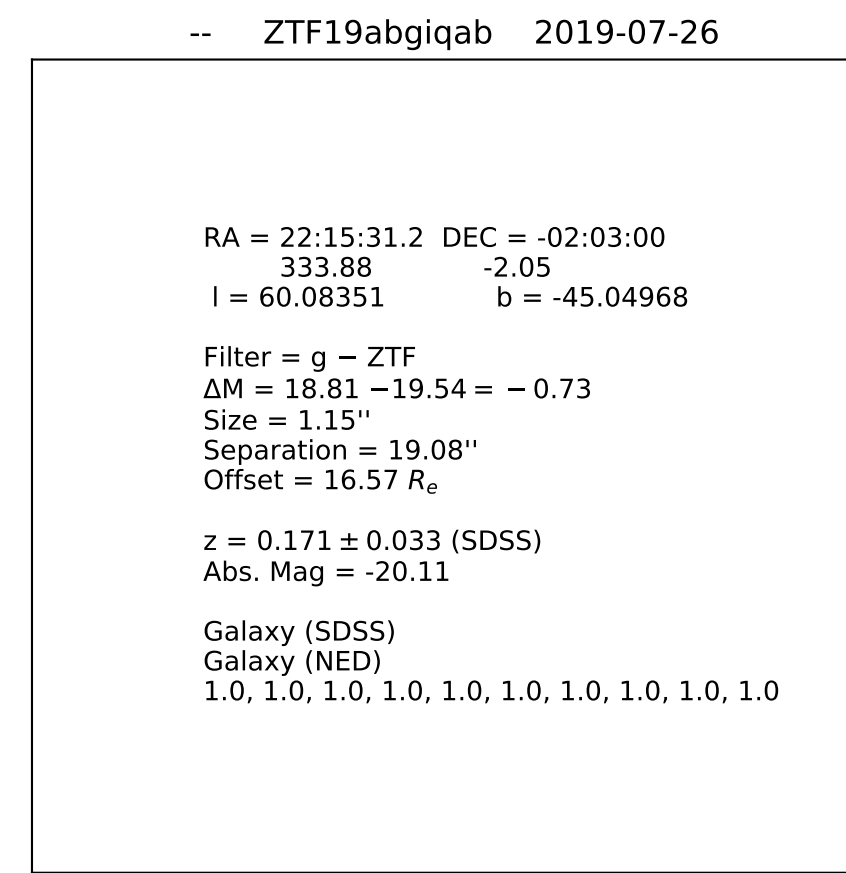 -- ZTF19abgiqab 2019-07-26
RA = 22:15:31.2 DEC = -02:03:00
333.88 -2.05
l = 60.08351 b = -45.04968
Filter = g − ZTF
ΔM = 18.81 −19.54 = − 0.73
Size = 1.15''
Separation = 19.08''
Offset = 16.57 Rₑ
z = 0.171 ± 0.033 (SDSS)
Abs. Mag = -20.11
Galaxy (SDSS)
Galaxy (NED)
1.0, 1.0, 1.0, 1.0, 1.0, 1.0, 1.0, 1.0, 1.0, 1.0